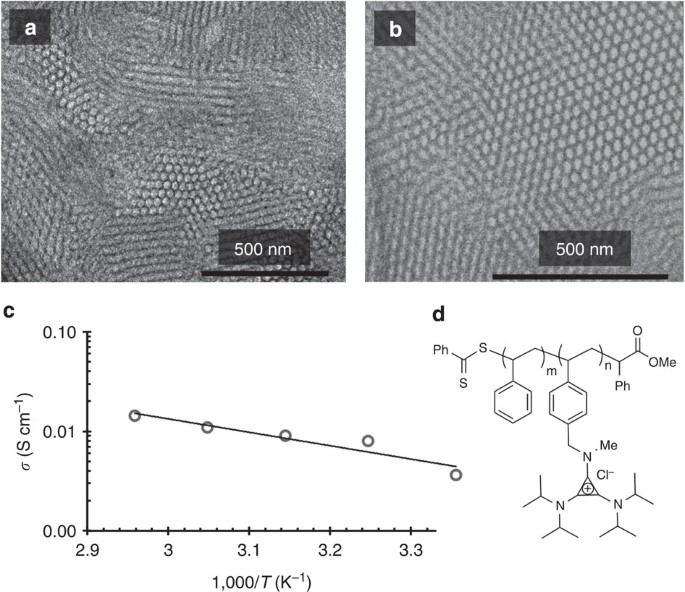 a
b
500 nm
500 nm
c
0.10
0.01
0.00
σ (S cm⁻¹)
2.9 3 3.1 3.2 3.3
1,000/T (K⁻¹)
d
Ph
S
S
m
n
O
OMe
Ph
N
Me
Cl⁻
+
N
N